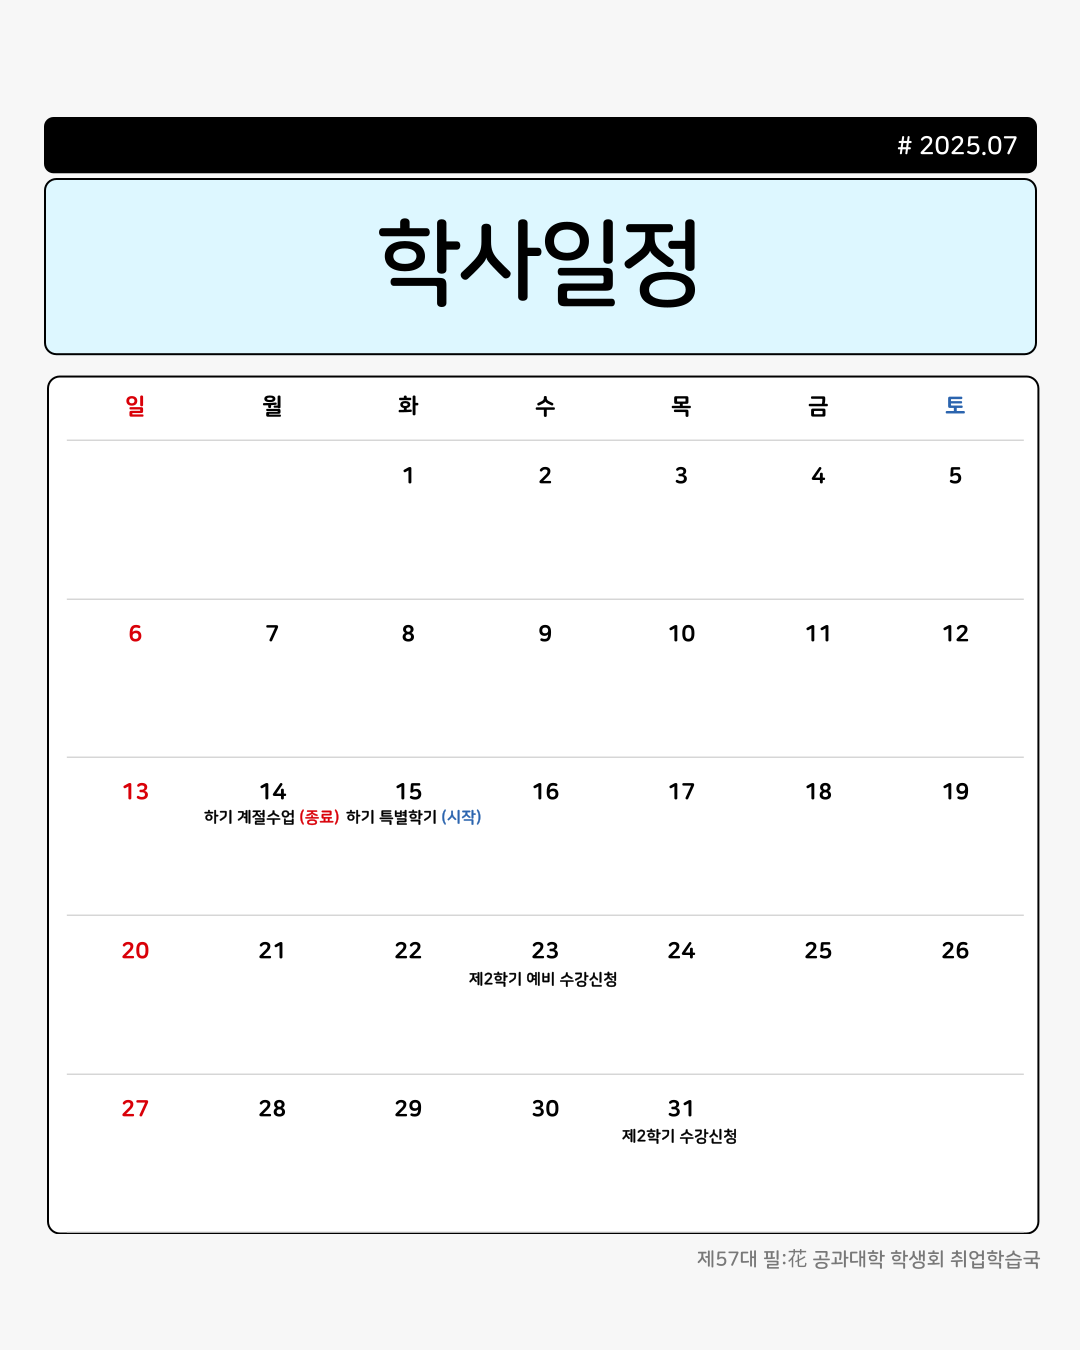 # 2025.07
학사일정
일 월 화 수 목 금 토
1 2 3 4 5
6 7 8 9 10 11 12
13 14 15 16 17 18 19
하기 계절수업 (종료) 하기 특별학기 (시작)
20 21 22 23 24 25 26
제2학기 예비 수강신청
27 28 29 30 31
제2학기 수강신청
제57대 필:花 공과대학 학생회 취업학습국